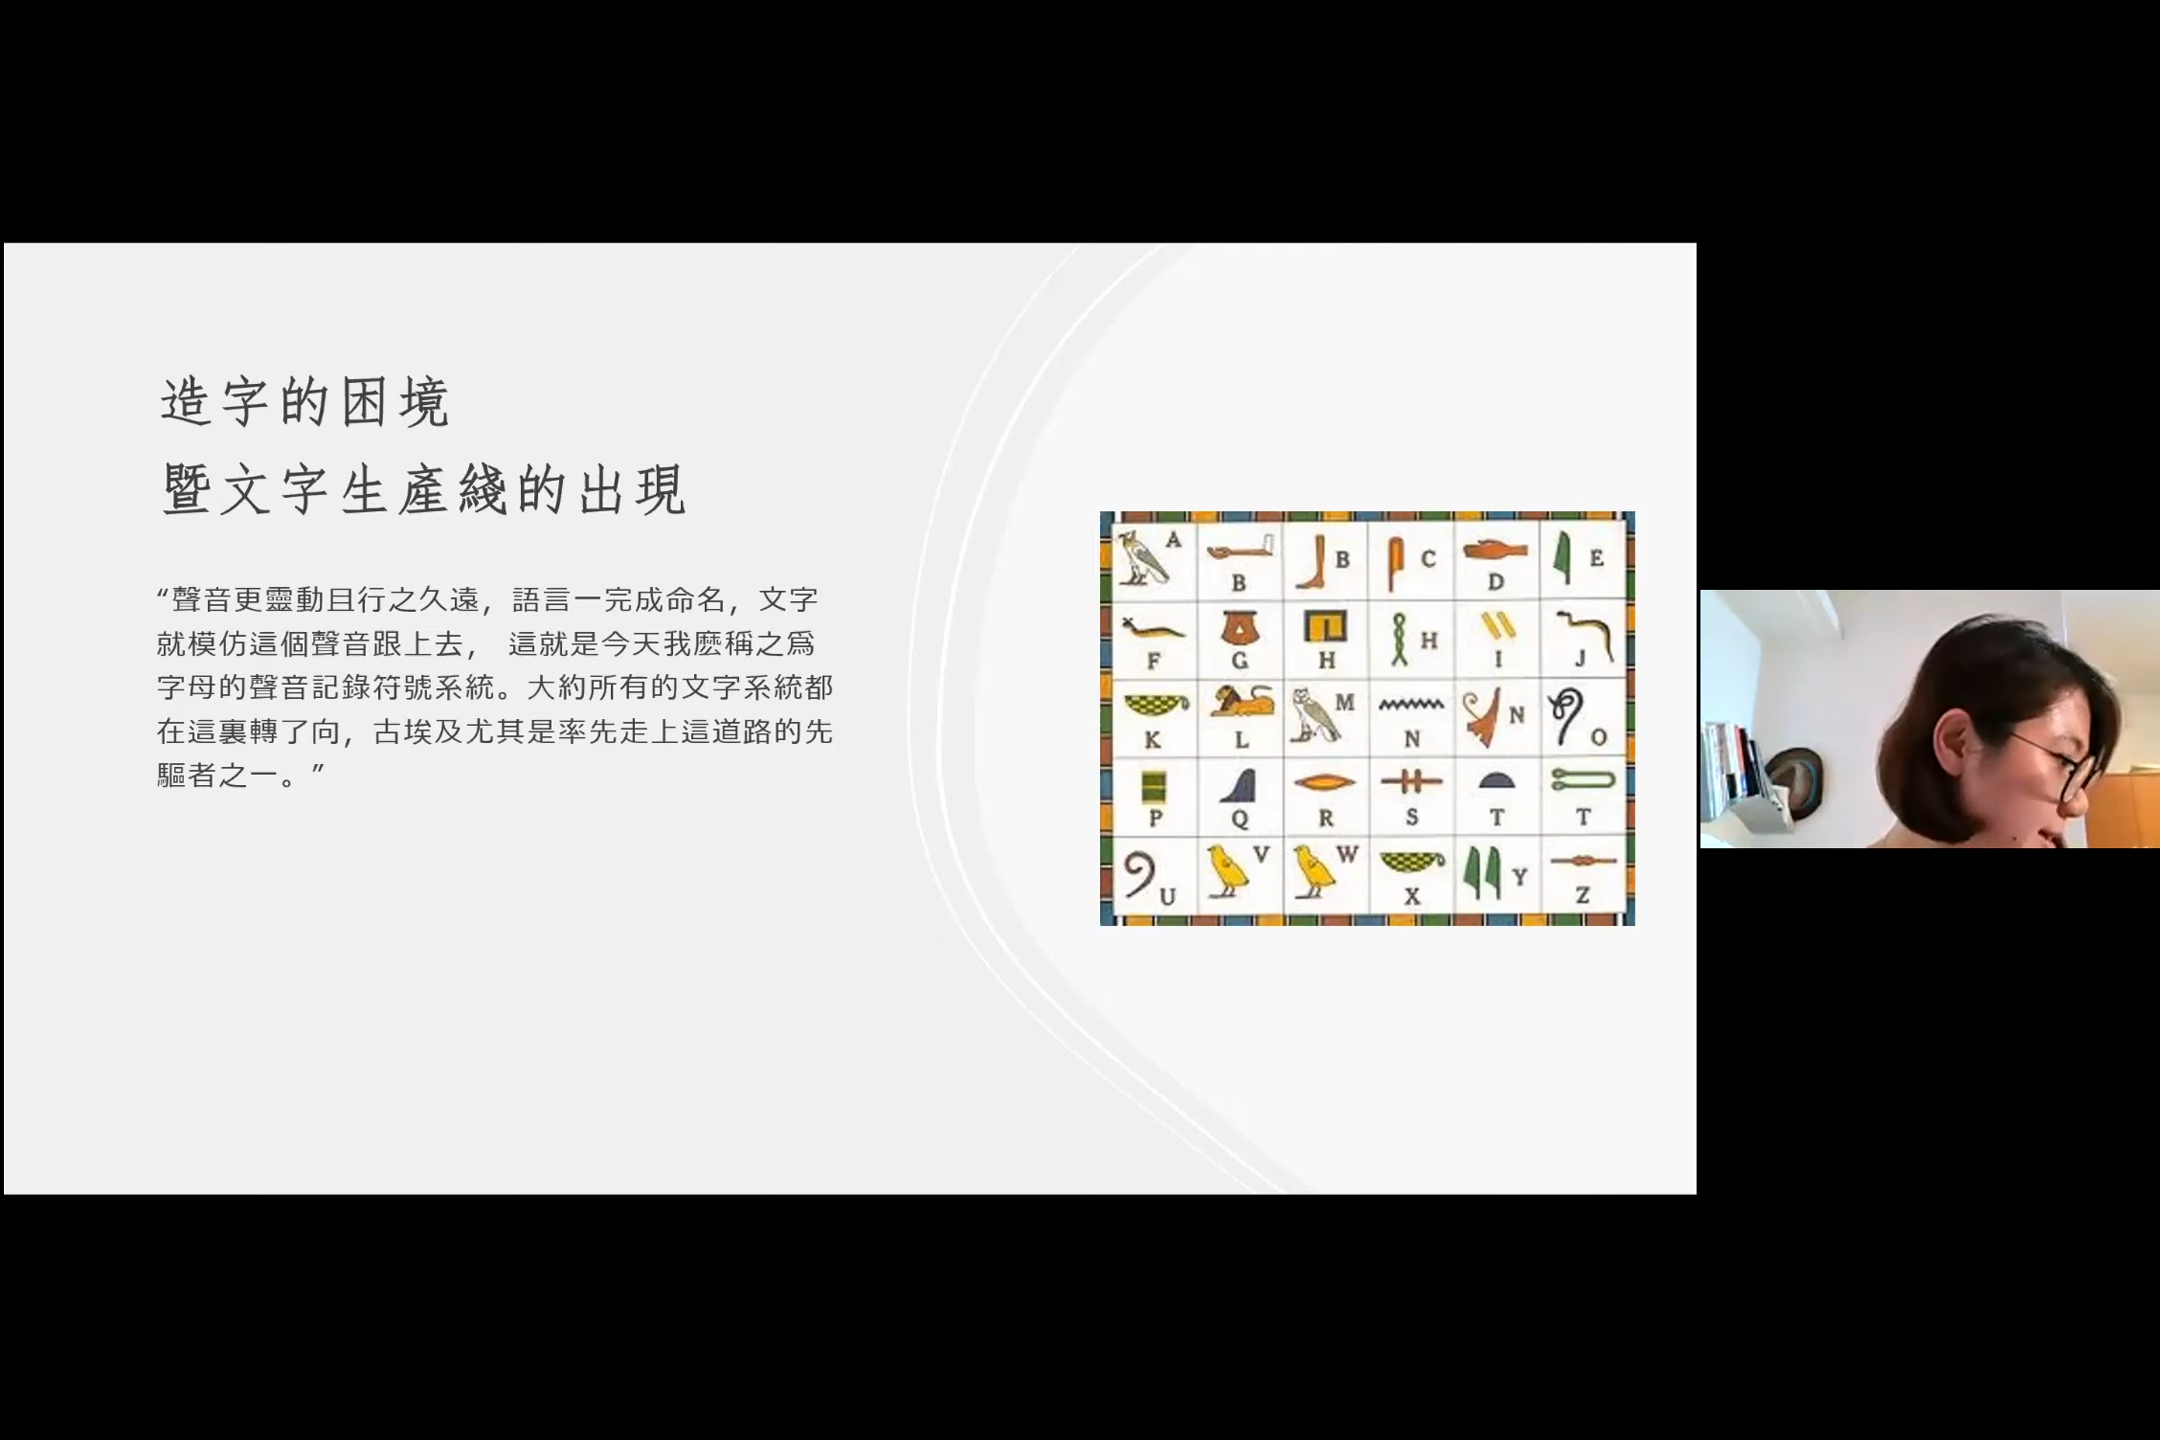 造字的困境
暨文字生產綫的出現
“聲音更靈動且行之久遠，語言一完成命名，文字
就模仿這個聲音跟上去， 這就是今天我麽稱之爲
字母的聲音記錄符號系統。大約所有的文字系統都
在這裏轉了向，古埃及尤其是率先走上這道路的先
驅者之一。”
A B B C D E
F G H H I J
K L M N N O
P Q R S T T
U V W X Y Z